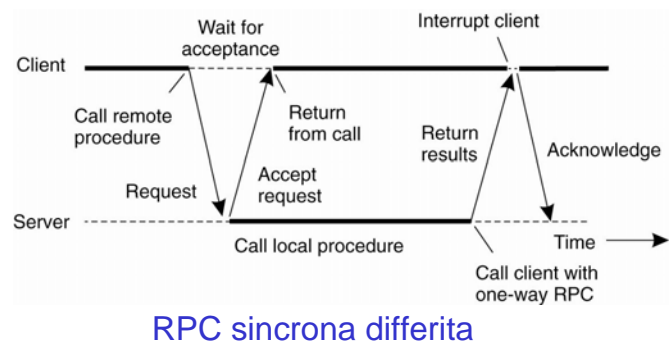 Interrupt client
Wait for
acceptance
Client
Call remote
procedure
Return
from call
Return
results
Acknowledge
Request
Accept
request
Server
Call local procedure
Time
Call client with
one-way RPC
RPC sincrona differita